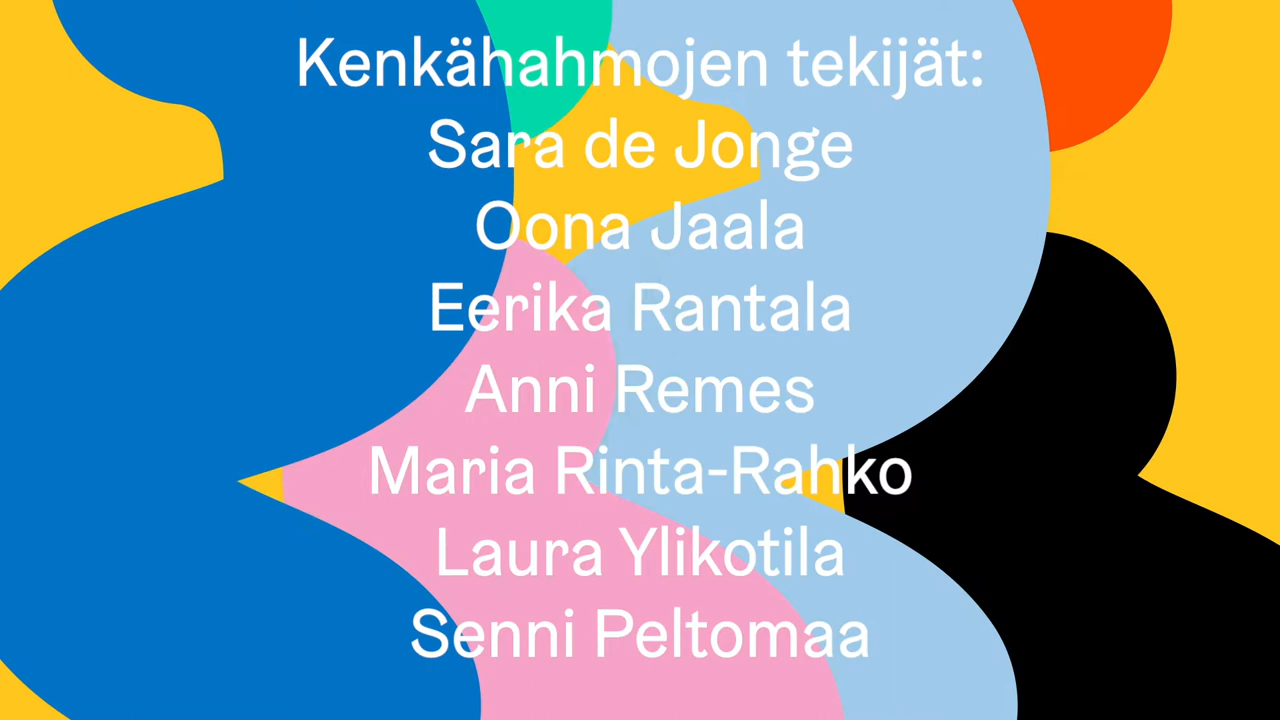 Kenkähahmojen tekijät:
Sara de Jonge
Oona Jaala
Eerika Rantala
Anni Remes
Maria Rinta-Rahko
Laura Ylikotila
Senni Peltomaa